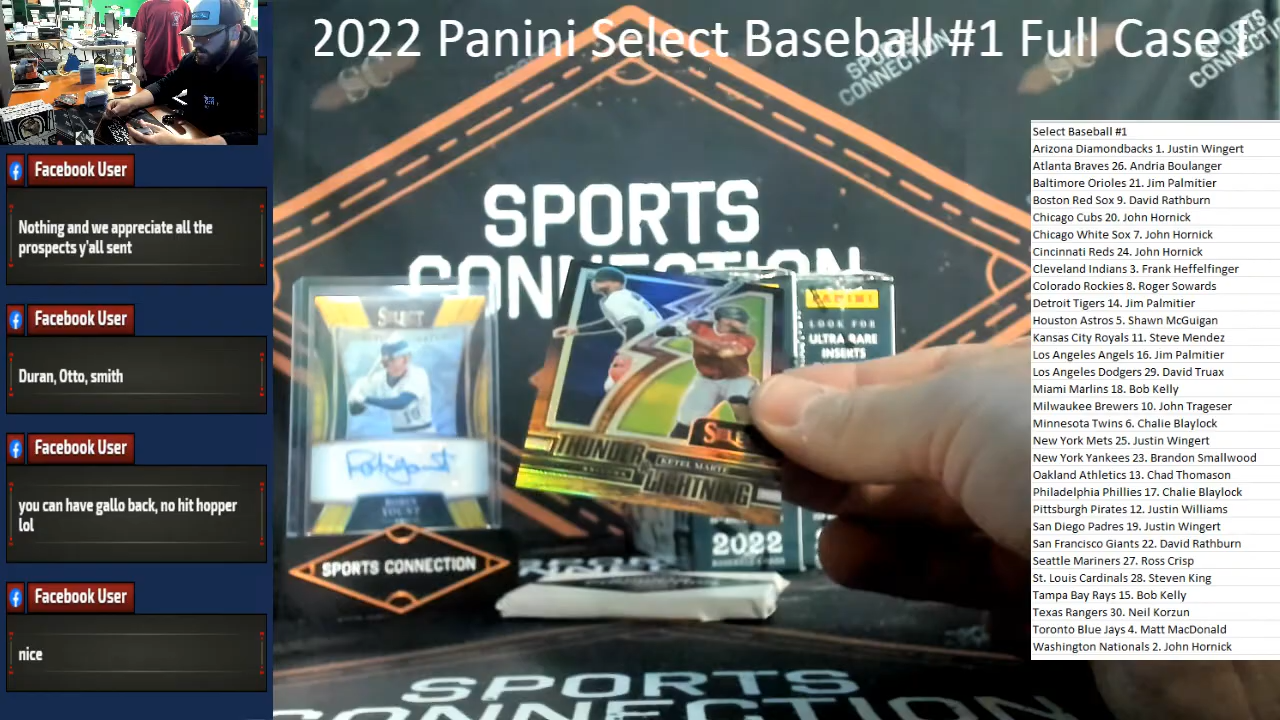 2022 Panini Select Baseball #1 Full Case
SPORTS
CONNECTION
SPORTS
CONNECTION
Facebook User
Nothing and we appreciate all the
prospects y'all sent
Facebook User
Duran, Otto, smith
Facebook User
you can have gallo back, no hit hopper
lol
Facebook User
nice
SPORTS
CONNECTION
SELECT
ROBIN
YOUNT
SPORTS CONNECTION
THUNDER
KETEL MARTE
LIGHTNING
SELECT
PANINI
LOOK FOR
ULTRA RARE
INSERTS
2022
SPORTS
CONNECTION
Select Baseball #1
Arizona Diamondbacks 1. Justin Wingert
Atlanta Braves 26. Andria Boulanger
Baltimore Orioles 21. Jim Palmitier
Boston Red Sox 9. David Rathburn
Chicago Cubs 20. John Hornick
Chicago White Sox 7. John Hornick
Cincinnati Reds 24. John Hornick
Cleveland Indians 3. Frank Heffelfinger
Colorado Rockies 8. Roger Sowards
Detroit Tigers 14. Jim Palmitier
Houston Astros 5. Shawn McGuigan
Kansas City Royals 11. Steve Mendez
Los Angeles Angels 16. Jim Palmitier
Los Angeles Dodgers 29. David Truax
Miami Marlins 18. Bob Kelly
Milwaukee Brewers 10. John Trageser
Minnesota Twins 6. Chalie Blaylock
New York Mets 25. Justin Wingert
New York Yankees 23. Brandon Smallwood
Oakland Athletics 13. Chad Thomason
Philadelphia Phillies 17. Chalie Blaylock
Pittsburgh Pirates 12. Justin Williams
San Diego Padres 19. Justin Wingert
San Francisco Giants 22. David Rathburn
Seattle Mariners 27. Ross Crisp
St. Louis Cardinals 28. Steven King
Tampa Bay Rays 15. Bob Kelly
Texas Rangers 30. Neil Korzun
Toronto Blue Jays 4. Matt MacDonald
Washington Nationals 2. John Hornick